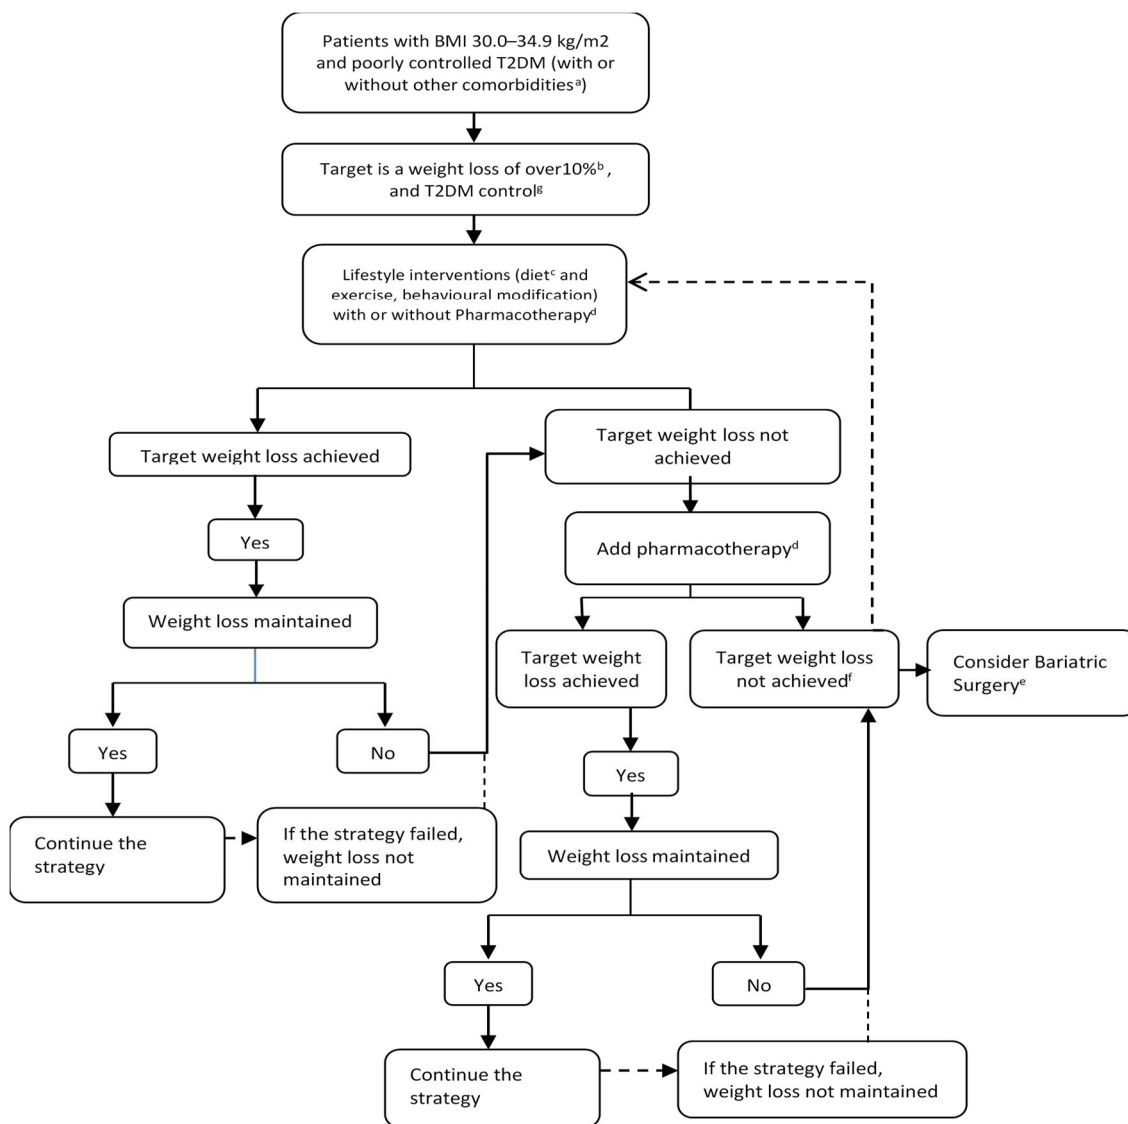 Patients with BMI 30.0–34.9 kg/m2
and poorly controlled T2DM (with or
without other comorbiditiesᵃ)
Target is a weight loss of over10%ᵇ ,
and T2DM controlᵍ
Lifestyle interventions (dietᶜ and
exercise, behavioural modification)
with or without Pharmacotherapyᵈ
Target weight loss achieved
Target weight loss not
achieved
Yes
Add pharmacotherapyᵈ
Weight loss maintained
Target weight
loss achieved
Target weight loss
not achievedᶠ
Consider Bariatric
Surgeryᵉ
Yes
No
Yes
Continue the
strategy
If the strategy failed,
weight loss not
maintained
Weight loss maintained
Yes
No
Continue the
strategy
If the strategy failed,
weight loss not maintained